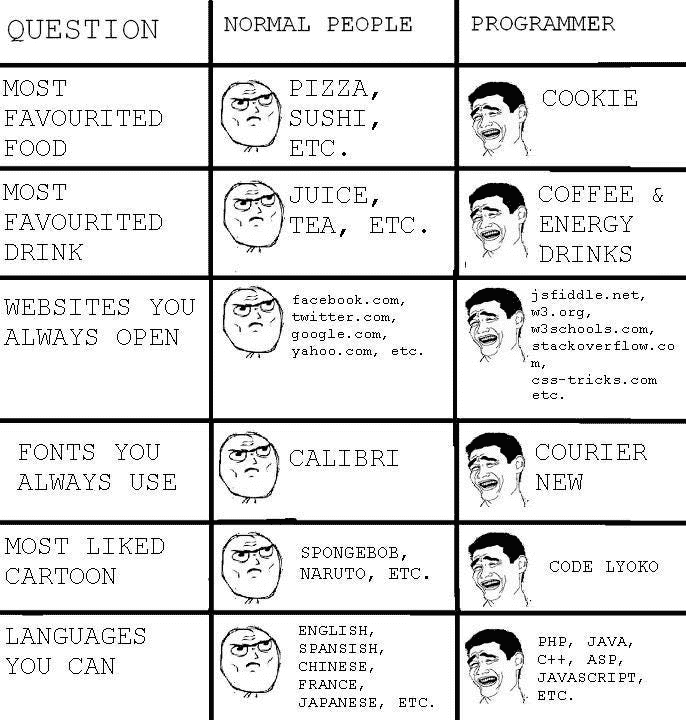 QUESTION
NORMAL PEOPLE
PROGRAMMER
MOST
FAVOURITED
FOOD
PIZZA,
SUSHI,
ETC.
COOKIE
MOST
FAVOURITED
DRINK
JUICE,
TEA, ETC.
COFFEE &
ENERGY
DRINKS
WEBSITES YOU
ALWAYS OPEN
facebook.com,
twitter.com,
google.com,
yahoo.com, etc.
jsfiddle.net,
w3.org,
w3schools.com,
stackoverflow.co
m,
css-tricks.com
etc.
FONTS YOU
ALWAYS USE
CALIBRI
COURIER
NEW
MOST LIKED
CARTOON
SPONGEBOB,
NARUTO, ETC.
CODE LYOKO
LANGUAGES
YOU CAN
ENGLISH,
SPANSISH,
CHINESE,
FRANCE,
JAPANESE, ETC.
PHP, JAVA,
C++, ASP,
JAVASCRIPT,
ETC.